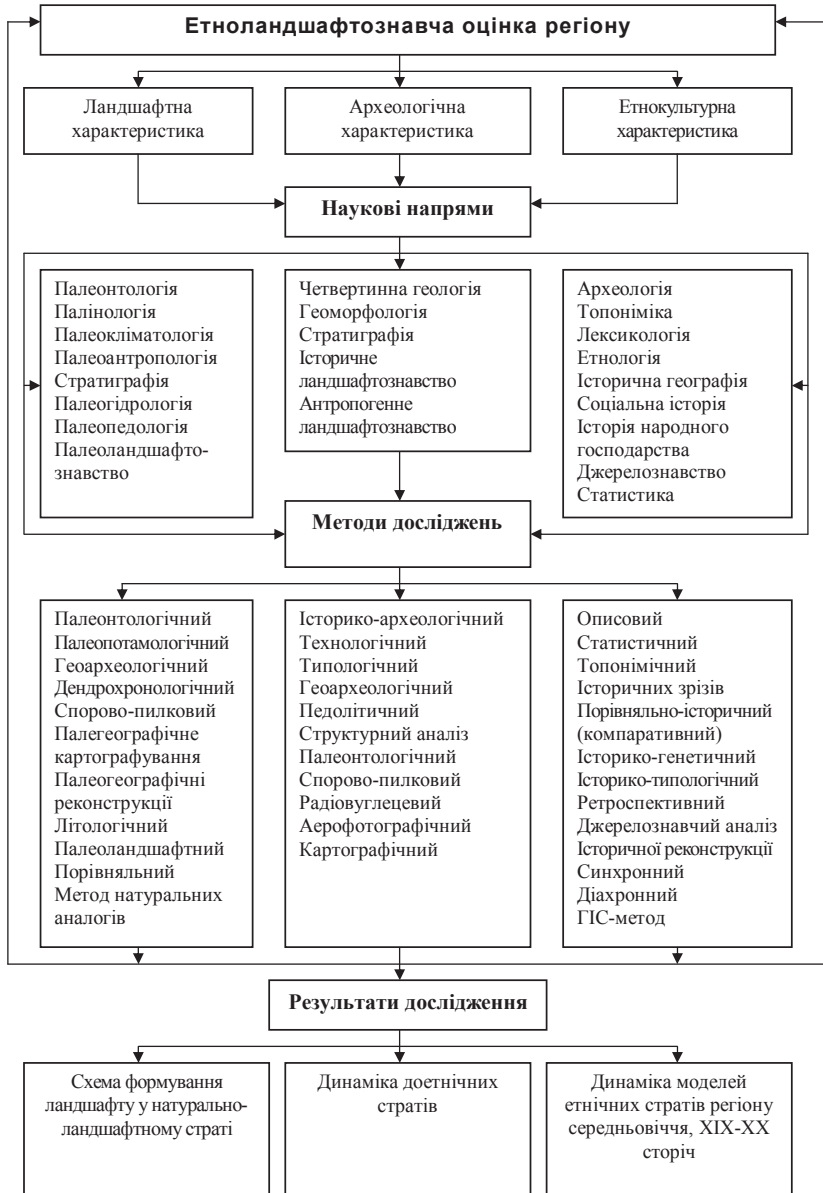 Етноландшафтознавча оцінка регіону
Ландшафтна
характеристика
Археологічна
характеристика
Етнокультурна
характеристика
Наукові напрями
Палеонтологія
Палінологія
Палеокліматологія
Палеоантропологія
Стратиграфія
Палеогідрологія
Палеопедологія
Палеоландшафто-
знавство
Четвертинна геологія
Геоморфологія
Стратиграфія
Історичне
ландшафтознавство
Антропогенне
ландшафтознавство
Археологія
Топоніміка
Лексикологія
Етнологія
Історична географія
Соціальна історія
Історія народного
господарства
Джерелознавство
Статистика
Методи досліджень
Палеонтологічний
Палеопотамологічний
Геоархеологічний
Дендрохронологічний
Спорово-пилковий
Палегеографічне
картографування
Палеогеографічні
реконструкції
Літологічний
Палеоландшафтний
Порівняльний
Метод натуральних
аналогів
Історико-археологічний
Технологічний
Типологічний
Геоархеологічний
Педолітичний
Структурний аналіз
Палеонтологічний
Спорово-пилковий
Радіовуглецевий
Аерофотографічний
Картографічний
Описовий
Статистичний
Топонімічний
Історичних зрізів
Порівняльно-історичний
(компаративний)
Історико-генетичний
Історико-типологічний
Ретроспективний
Джерелознавчий аналіз
Історичної реконструкції
Синхронний
Діахронний
ГІС-метод
Результати дослідження
Схема формування
ландшафту у натурально-
ландшафтному страті
Динаміка доетнічних
стратів
Динаміка моделей
етнічних стратів регіону
середньовіччя, XIX-XX
сторіч